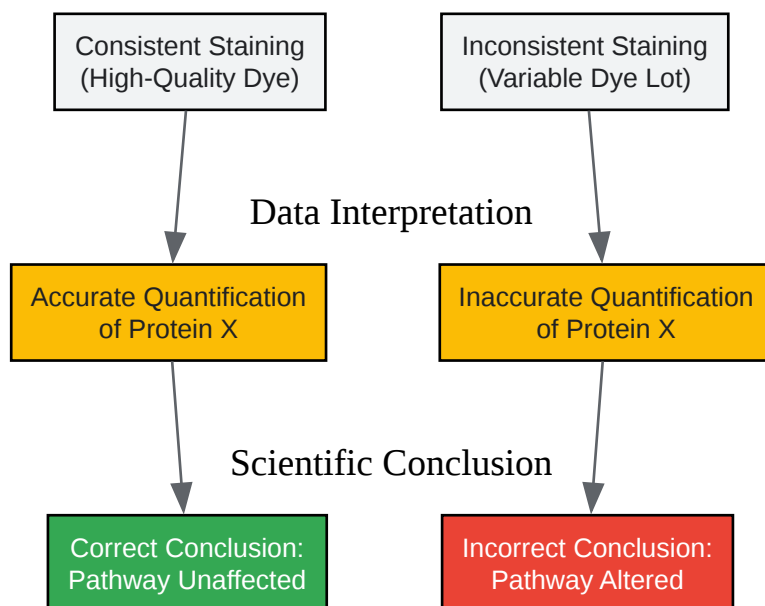 Consistent Staining
(High-Quality Dye)
Inconsistent Staining
(Variable Dye Lot)
Data Interpretation
Accurate Quantification
of Protein X
Inaccurate Quantification
of Protein X
Scientific Conclusion
Correct Conclusion:
Pathway Unaffected
Incorrect Conclusion:
Pathway Altered